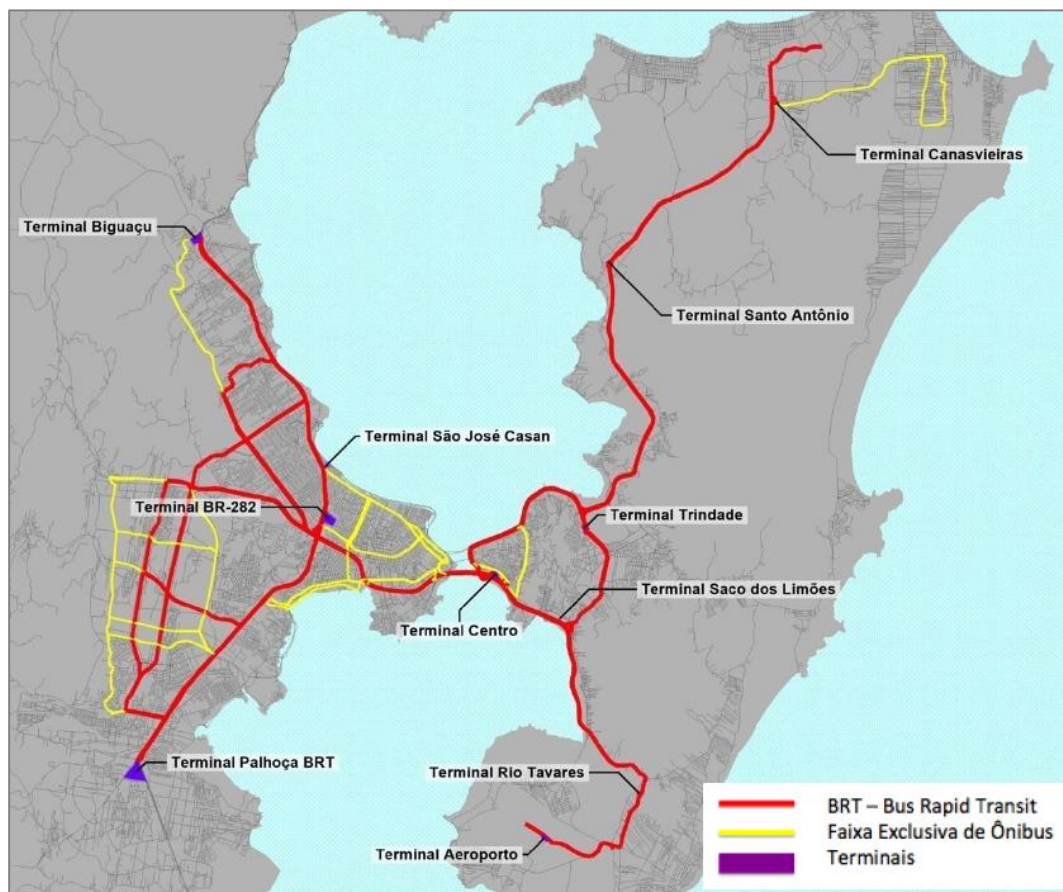 Terminal Canasvieiras
Terminal Biguaçu
Terminal Santo Antônio
Terminal São José Casan
Terminal BR-282
Terminal Trindade
Terminal Saco dos Limões
Terminal Centro
Terminal Palhoça BRT
Terminal Rio Tavares
Terminal Aeroporto
BRT – Bus Rapid Transit
Faixa Exclusiva de Ônibus
Terminais